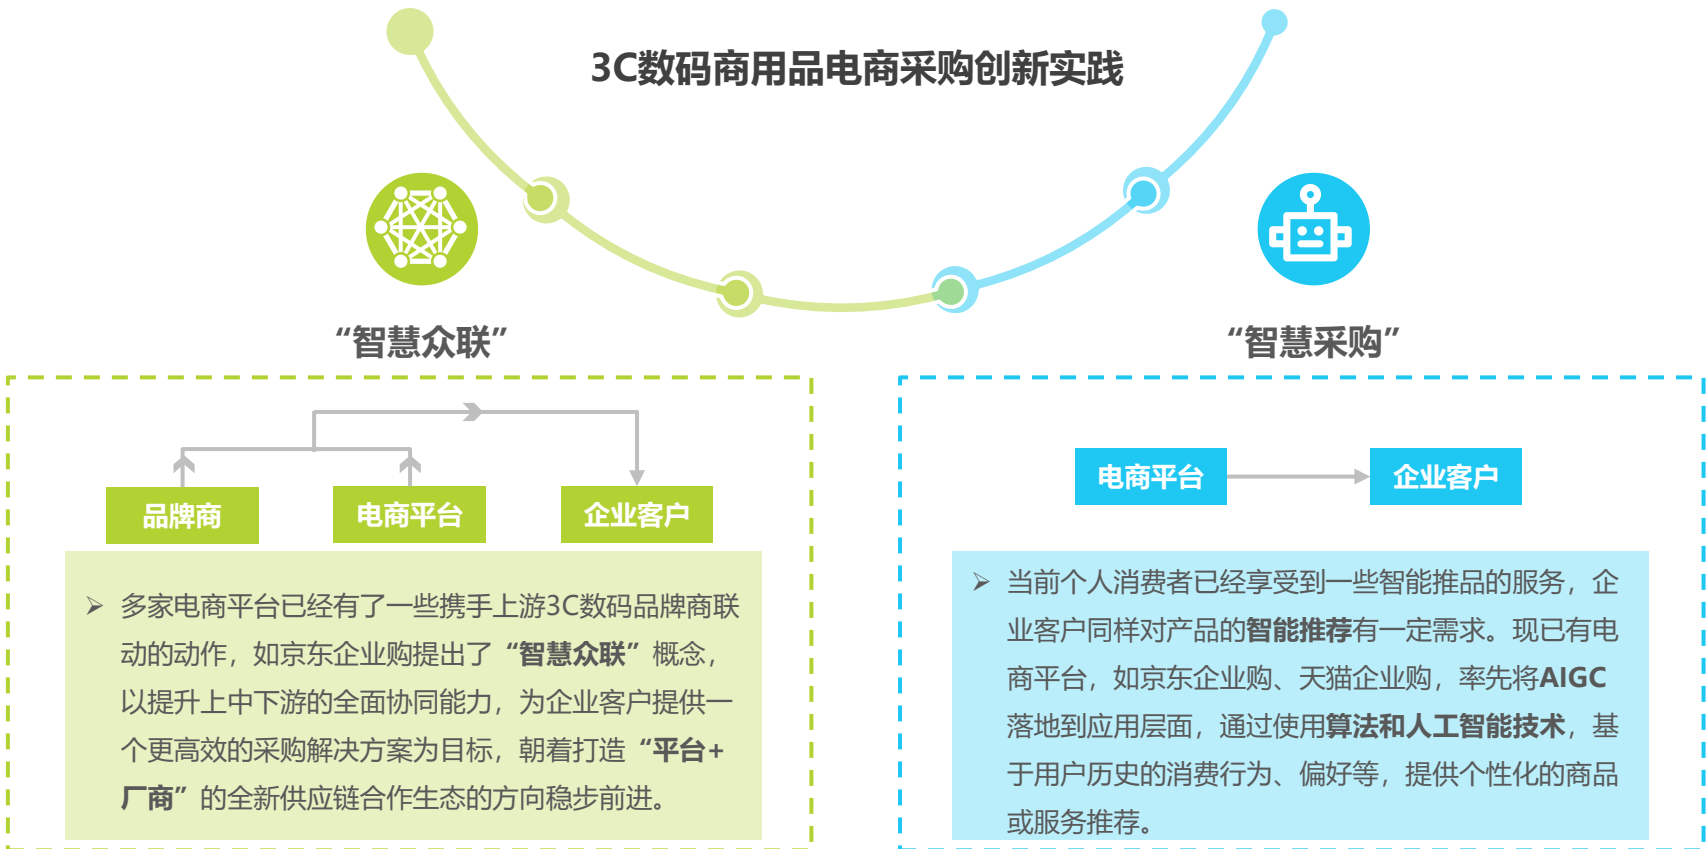 3C数码商用品电商采购创新实践
“智慧众联”
品牌商
电商平台
企业客户
➢ 多家电商平台已经有了一些携手上游3C数码品牌商联
动的动作，如京东企业购提出了“智慧众联”概念，
以提升上中下游的全面协同能力，为企业客户提供一
个更高效的采购解决方案为目标，朝着打造“平台+
厂商”的全新供应链合作生态的方向稳步前进。
“智慧采购”
电商平台
企业客户
➢ 当前个人消费者已经享受到一些智能推品的服务，企
业客户同样对产品的智能推荐有一定需求。现已有电
商平台，如京东企业购、天猫企业购，率先将AIGC
落地到应用层面，通过使用算法和人工智能技术，基
于用户历史的消费行为、偏好等，提供个性化的商品
或服务推荐。